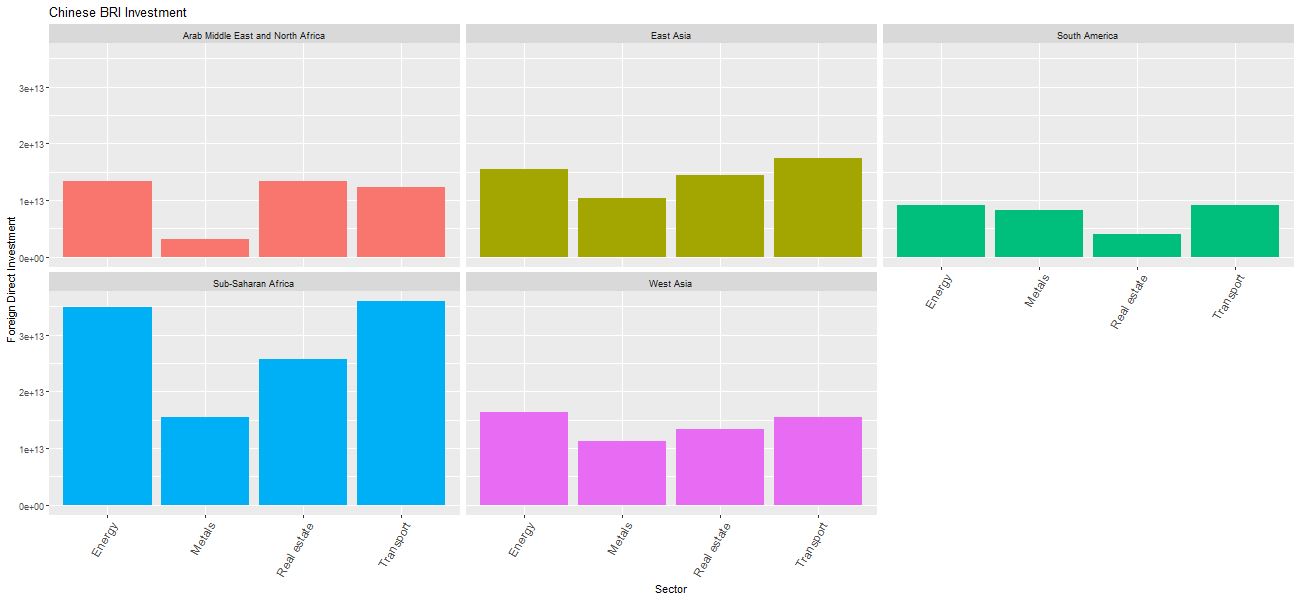 Chinese BRI Investment
Arab Middle East and North Africa
East Asia
South America
3e+13
2e+13
1e+13
0e+00
Energy
Metals
Real estate
Transport
Foreign Direct Investment
Sub-Saharan Africa
West Asia
3e+13
2e+13
1e+13
0e+00
Energy
Metals
Real estate
Transport
Energy
Metals
Real estate
Transport
Sector